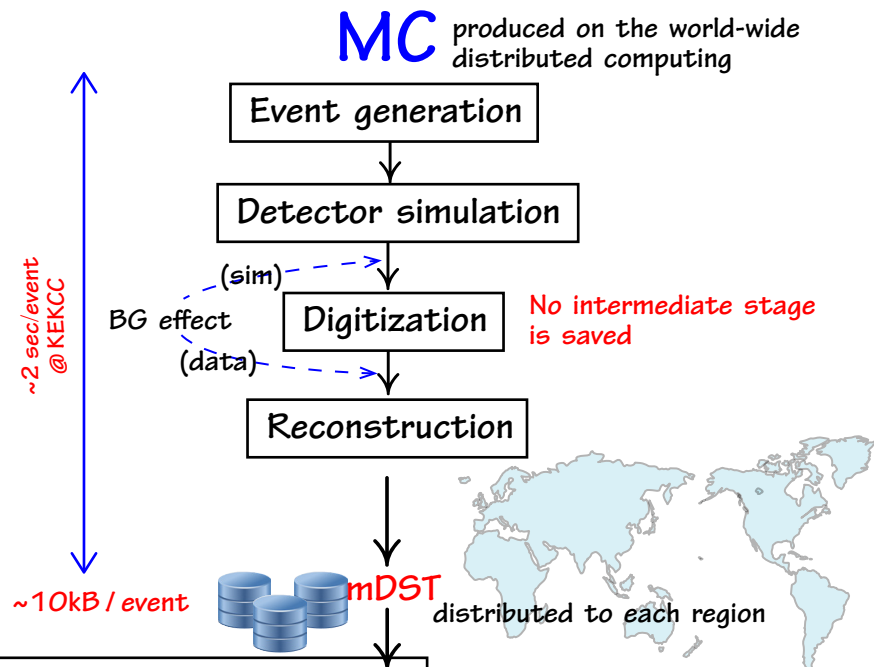 MC
produced on the world-wide
distributed computing
Event generation
Detector simulation
(sim)
BG effect
Digitization
(data)
No intermediate stage
is saved
Reconstruction
~2 sec/event
@ KEKCC
~10kB / event
mDST
distributed to each region